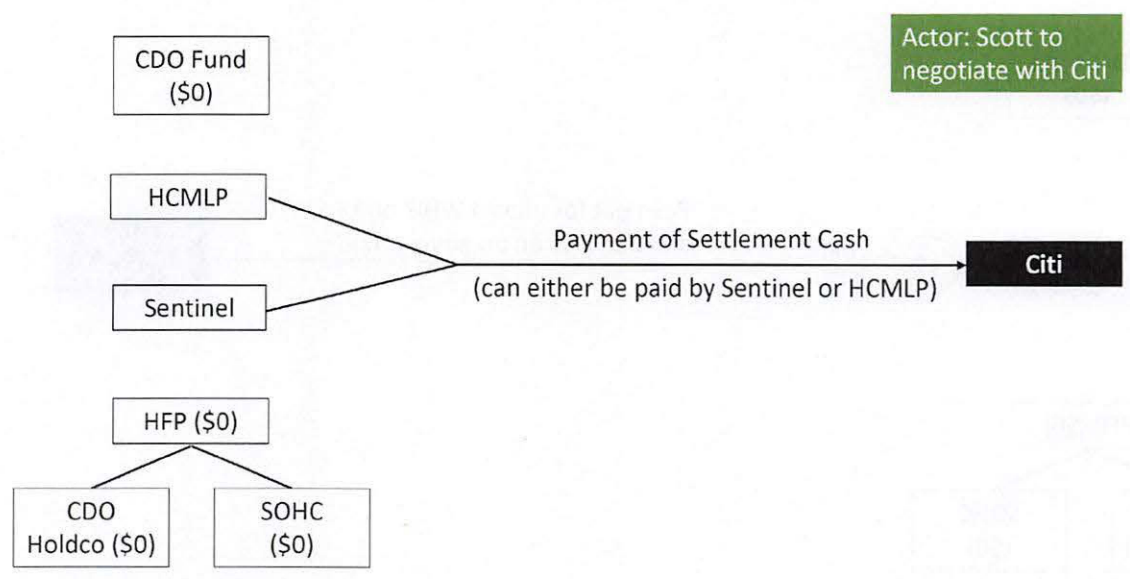 CDO Fund
($0)
Actor: Scott to
negotiate with Citi
HCMLP
Payment of Settlement Cash
Citi
(can either be paid by Sentinel or HCMLP)
Sentinel
HFP ($0)
CDO
Holdco ($0)
SOHC
($0)